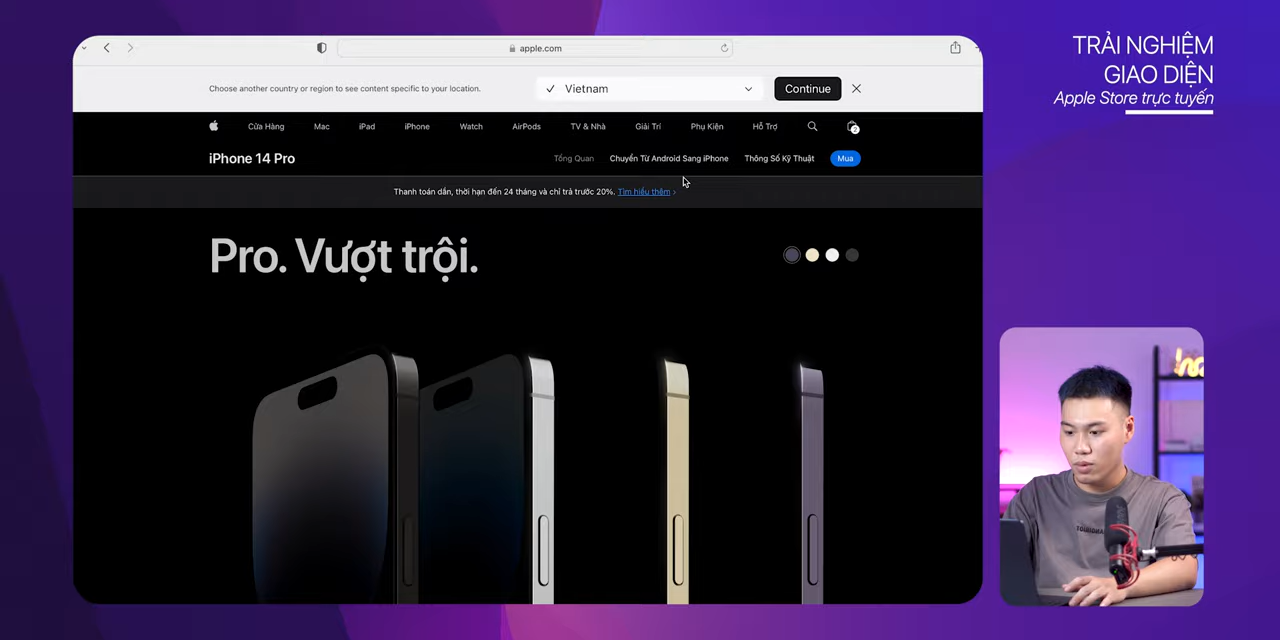 apple.com
Choose another country or region to see content specific to your location.
Vietnam
Continue
Cửa Hàng Mac iPad iPhone Watch AirPods TV & Nhà Giải Trí Phụ Kiện Hỗ Trợ
2
iPhone 14 Pro
Tổng Quan Chuyển Từ Android Sang iPhone Thông Số Kỹ Thuật Mua
Thanh toán dần, thời hạn đến 24 tháng và chỉ trả trước 20%. Tìm hiểu thêm >
Pro. Vượt trội.
TRẢI NGHIỆM
GIAO DIỆN
Apple Store trực tuyến